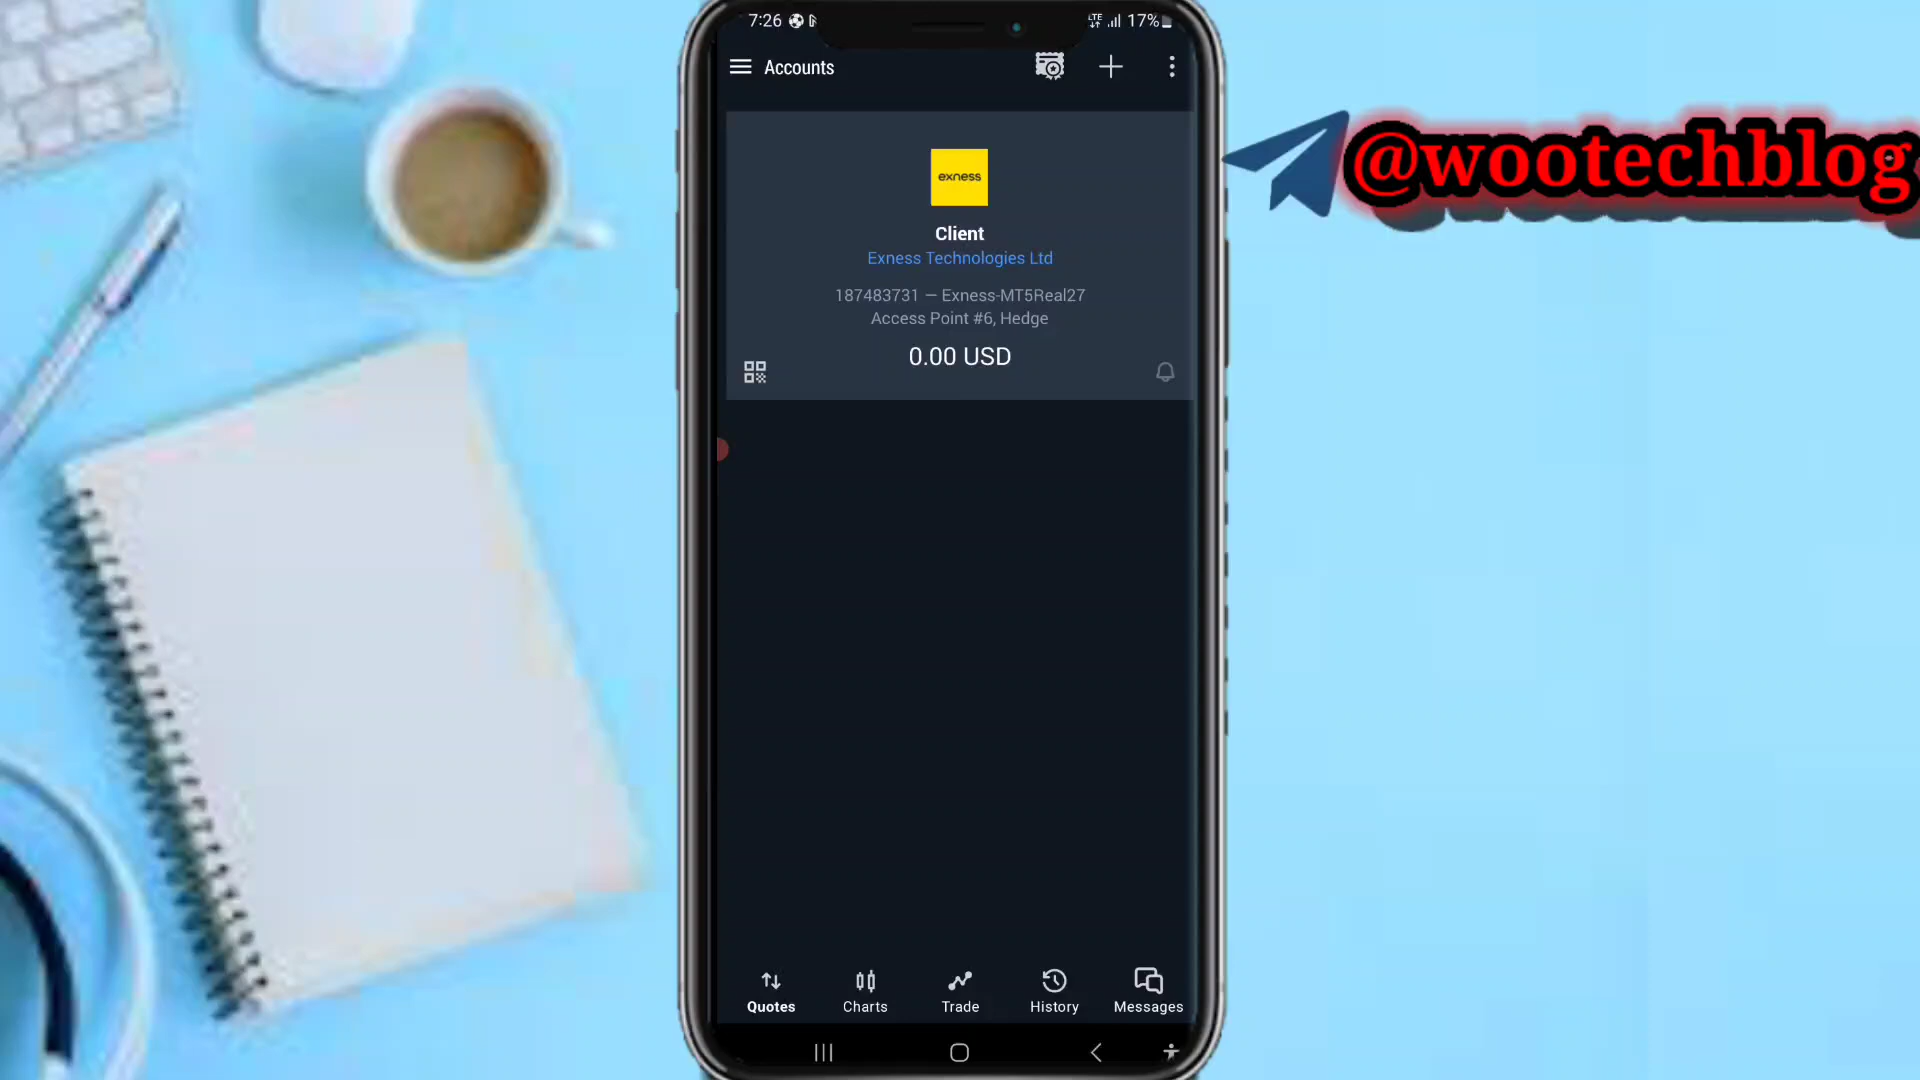 7:26
LTE
17%
Accounts
@wootechblog
exness
Client
Exness Technologies Ltd
187483731 — Exness-MT5Real27
Access Point #6, Hedge
0.00 USD
Quotes
Charts
Trade
History
Messages